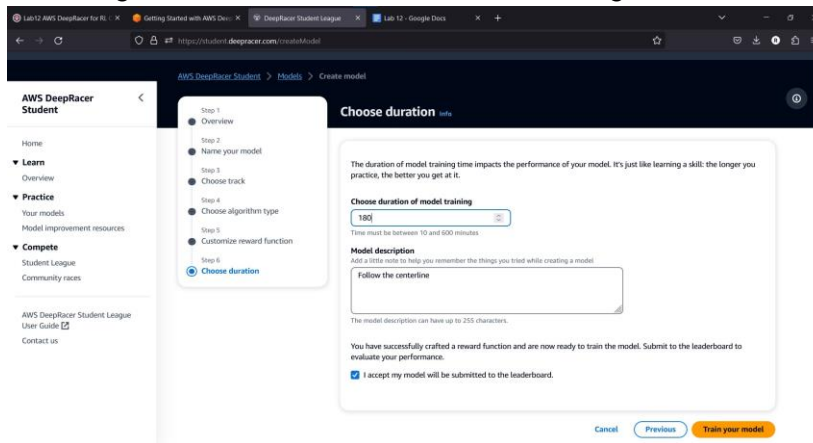 Lab12 AWS DeepRacer for RL
Getting Started with AWS Dee
DeepRacer Student League
Lab 12 - Google Docs
https://student.deepracer.com/createModel
AWS DeepRacer Student > Models > Create model
AWS DeepRacer
Student
Home
Learn
Overview
Practice
Your models
Model improvement resources
Compete
Student League
Community races
AWS DeepRacer Student League
User Guide
Contact us
Step 1
Overview
Step 2
Name your model
Step 3
Choose track
Step 4
Choose algorithm type
Step 5
Customize reward function
Step 6
Choose duration
Choose duration Info
The duration of model training time impacts the performance of your model. It's just like learning a skill: the longer you
practice, the better you get at it.
Choose duration of model training
180
Time must be between 10 and 600 minutes
Model description
Add a little note to help you remember the things you tried while creating a model
Follow the centerline
The model description can have up to 255 characters.
You have successfully crafted a reward function and are now ready to train the model. Submit to the leaderboard to
evaluate your performance.
I accept my model will be submitted to the leaderboard.
Cancel
Previous
Train your model